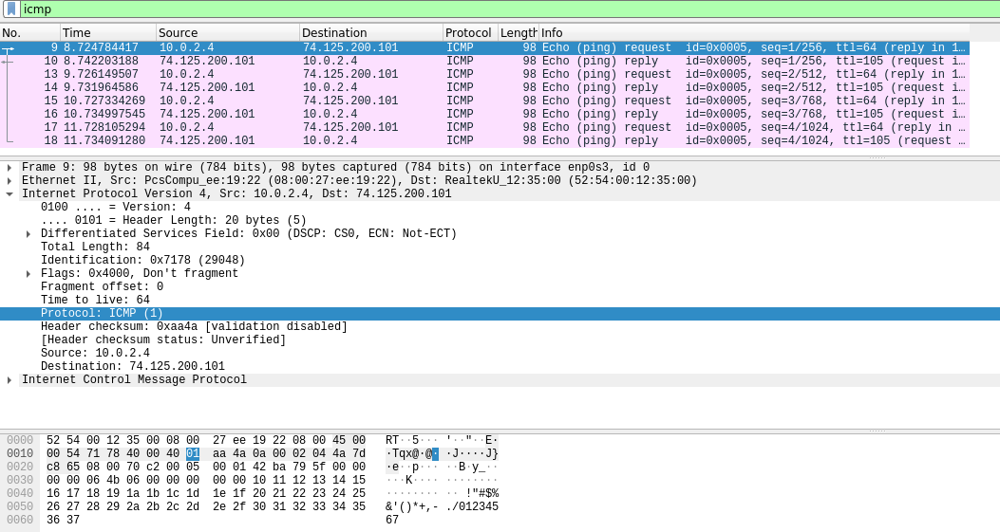 icmp
No. Time Source Destination Protocol Length Info
9 8.724784417 10.0.2.4 74.125.200.101 ICMP 98 Echo (ping) request id=0x0005, seq=1/256, ttl=64 (reply in 1…
10 8.742203188 74.125.200.101 10.0.2.4 ICMP 98 Echo (ping) reply id=0x0005, seq=1/256, ttl=105 (request i…
13 9.726149507 10.0.2.4 74.125.200.101 ICMP 98 Echo (ping) request id=0x0005, seq=2/512, ttl=64 (reply in 1…
14 9.731964586 74.125.200.101 10.0.2.4 ICMP 98 Echo (ping) reply id=0x0005, seq=2/512, ttl=105 (request i…
15 10.727334269 10.0.2.4 74.125.200.101 ICMP 98 Echo (ping) request id=0x0005, seq=3/768, ttl=64 (reply in 1…
16 10.734997545 74.125.200.101 10.0.2.4 ICMP 98 Echo (ping) reply id=0x0005, seq=3/768, ttl=105 (request i…
17 11.728105294 10.0.2.4 74.125.200.101 ICMP 98 Echo (ping) request id=0x0005, seq=4/1024, ttl=64 (reply in …
18 11.734091280 74.125.200.101 10.0.2.4 ICMP 98 Echo (ping) reply id=0x0005, seq=4/1024, ttl=105 (request …
Frame 9: 98 bytes on wire (784 bits), 98 bytes captured (784 bits) on interface enp0s3, id 0
Ethernet II, Src: PcsCompu_ee:19:22 (08:00:27:ee:19:22), Dst: RealtekU_12:35:00 (52:54:00:12:35:00)
Internet Protocol Version 4, Src: 10.0.2.4, Dst: 74.125.200.101
0100 .... = Version: 4
.... 0101 = Header Length: 20 bytes (5)
Differentiated Services Field: 0x00 (DSCP: CS0, ECN: Not-ECT)
Total Length: 84
Identification: 0x7178 (29048)
Flags: 0x4000, Don't fragment
Fragment offset: 0
Time to live: 64
Protocol: ICMP (1)
Header checksum: 0xaa4a [validation disabled]
[Header checksum status: Unverified]
Source: 10.0.2.4
Destination: 74.125.200.101
Internet Control Message Protocol
0000 52 54 00 12 35 00 08 00 27 ee 19 22 08 00 45 00 RT··5··· '··"··E·
0010 00 54 71 78 40 00 40 01 aa 4a 0a 00 02 04 4a 7d ·Tqx@·@· ·J····J}
0020 c8 65 08 00 70 c2 00 05 00 01 42 ba 79 5f 00 00 ·e··p··· ··B·y_··
0030 00 00 06 4b 06 00 00 00 00 00 10 11 12 13 14 15 ···K···· ········
0040 16 17 18 19 1a 1b 1c 1d 1e 1f 20 21 22 23 24 25 ········ ·· !"#$%
0050 26 27 28 29 2a 2b 2c 2d 2e 2f 30 31 32 33 34 35 &'()*+,- ./012345
0060 36 37 67